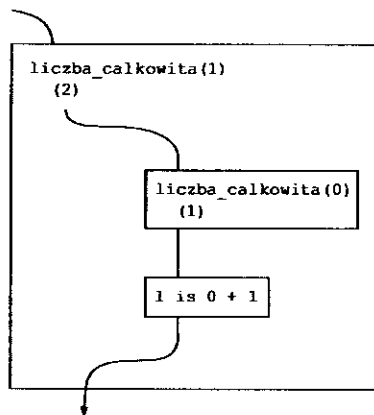 liczba_calkowita(1)
(2)
liczba_calkowita(0)
(1)
1 is 0 + 1